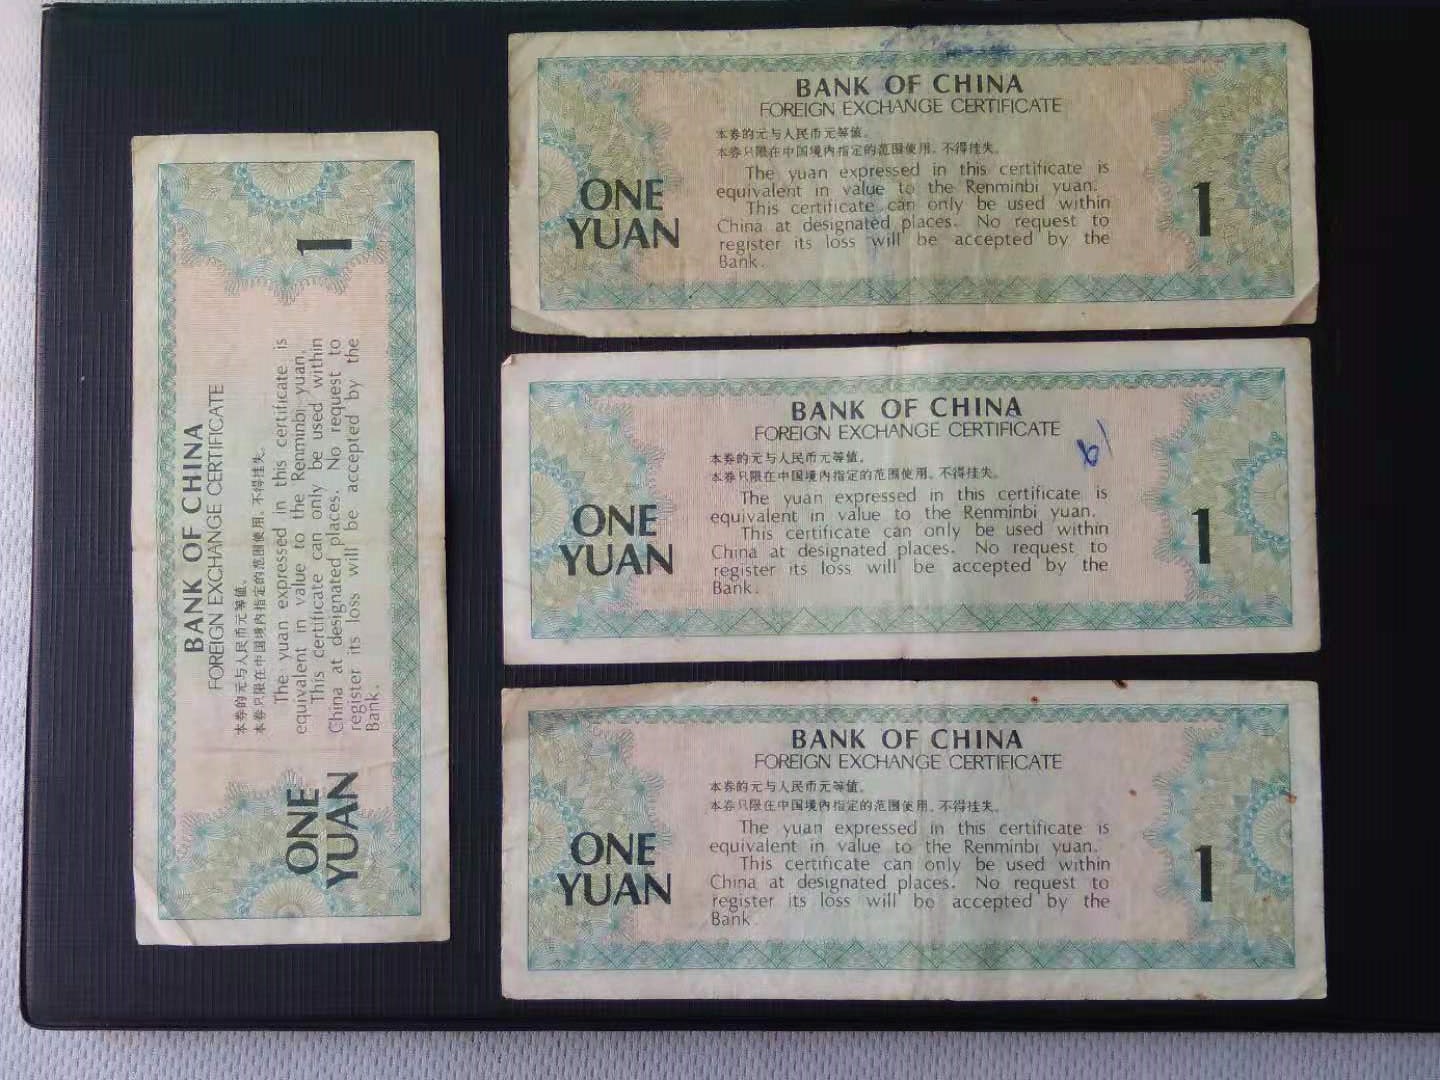 BANK OF CHINA
FOREIGN EXCHANGE CERTIFICATE
本券的元与人民币元等值。
本券只限在中国境内指定的范围使用，不得挂失。
The yuan expressed in this certificate is
equivalent in value to the Renminbi yuan.
This certificate can only be used within
China at designated places. No request to
register its loss will be accepted by the
Bank.
ONE
YUAN
1
BANK OF CHINA
FOREIGN EXCHANGE CERTIFICATE
本券的元与人民币元等值。
本券只限在中国境内指定的范围使用，不得挂失。
The yuan expressed in this certificate is
equivalent in value to the Renminbi yuan.
This certificate can only be used within
China at designated places. No request to
register its loss will be accepted by the
Bank.
ONE
YUAN
1
BANK OF CHINA
FOREIGN EXCHANGE CERTIFICATE
本券的元与人民币元等值。
本券只限在中国境内指定的范围使用，不得挂失。
The yuan expressed in this certificate is
equivalent in value to the Renminbi yuan.
This certificate can only be used within
China at designated places. No request to
register its loss will be accepted by the
Bank.
ONE
YUAN
1
BANK OF CHINA
FOREIGN EXCHANGE CERTIFICATE
本券的元与人民币元等值。
本券只限在中国境内指定的范围使用，不得挂失。
The yuan expressed in this certificate is
equivalent in value to the Renminbi yuan.
This certificate can only be used within
China at designated places. No request to
register its loss will be accepted by the
Bank.
ONE
YUAN
1